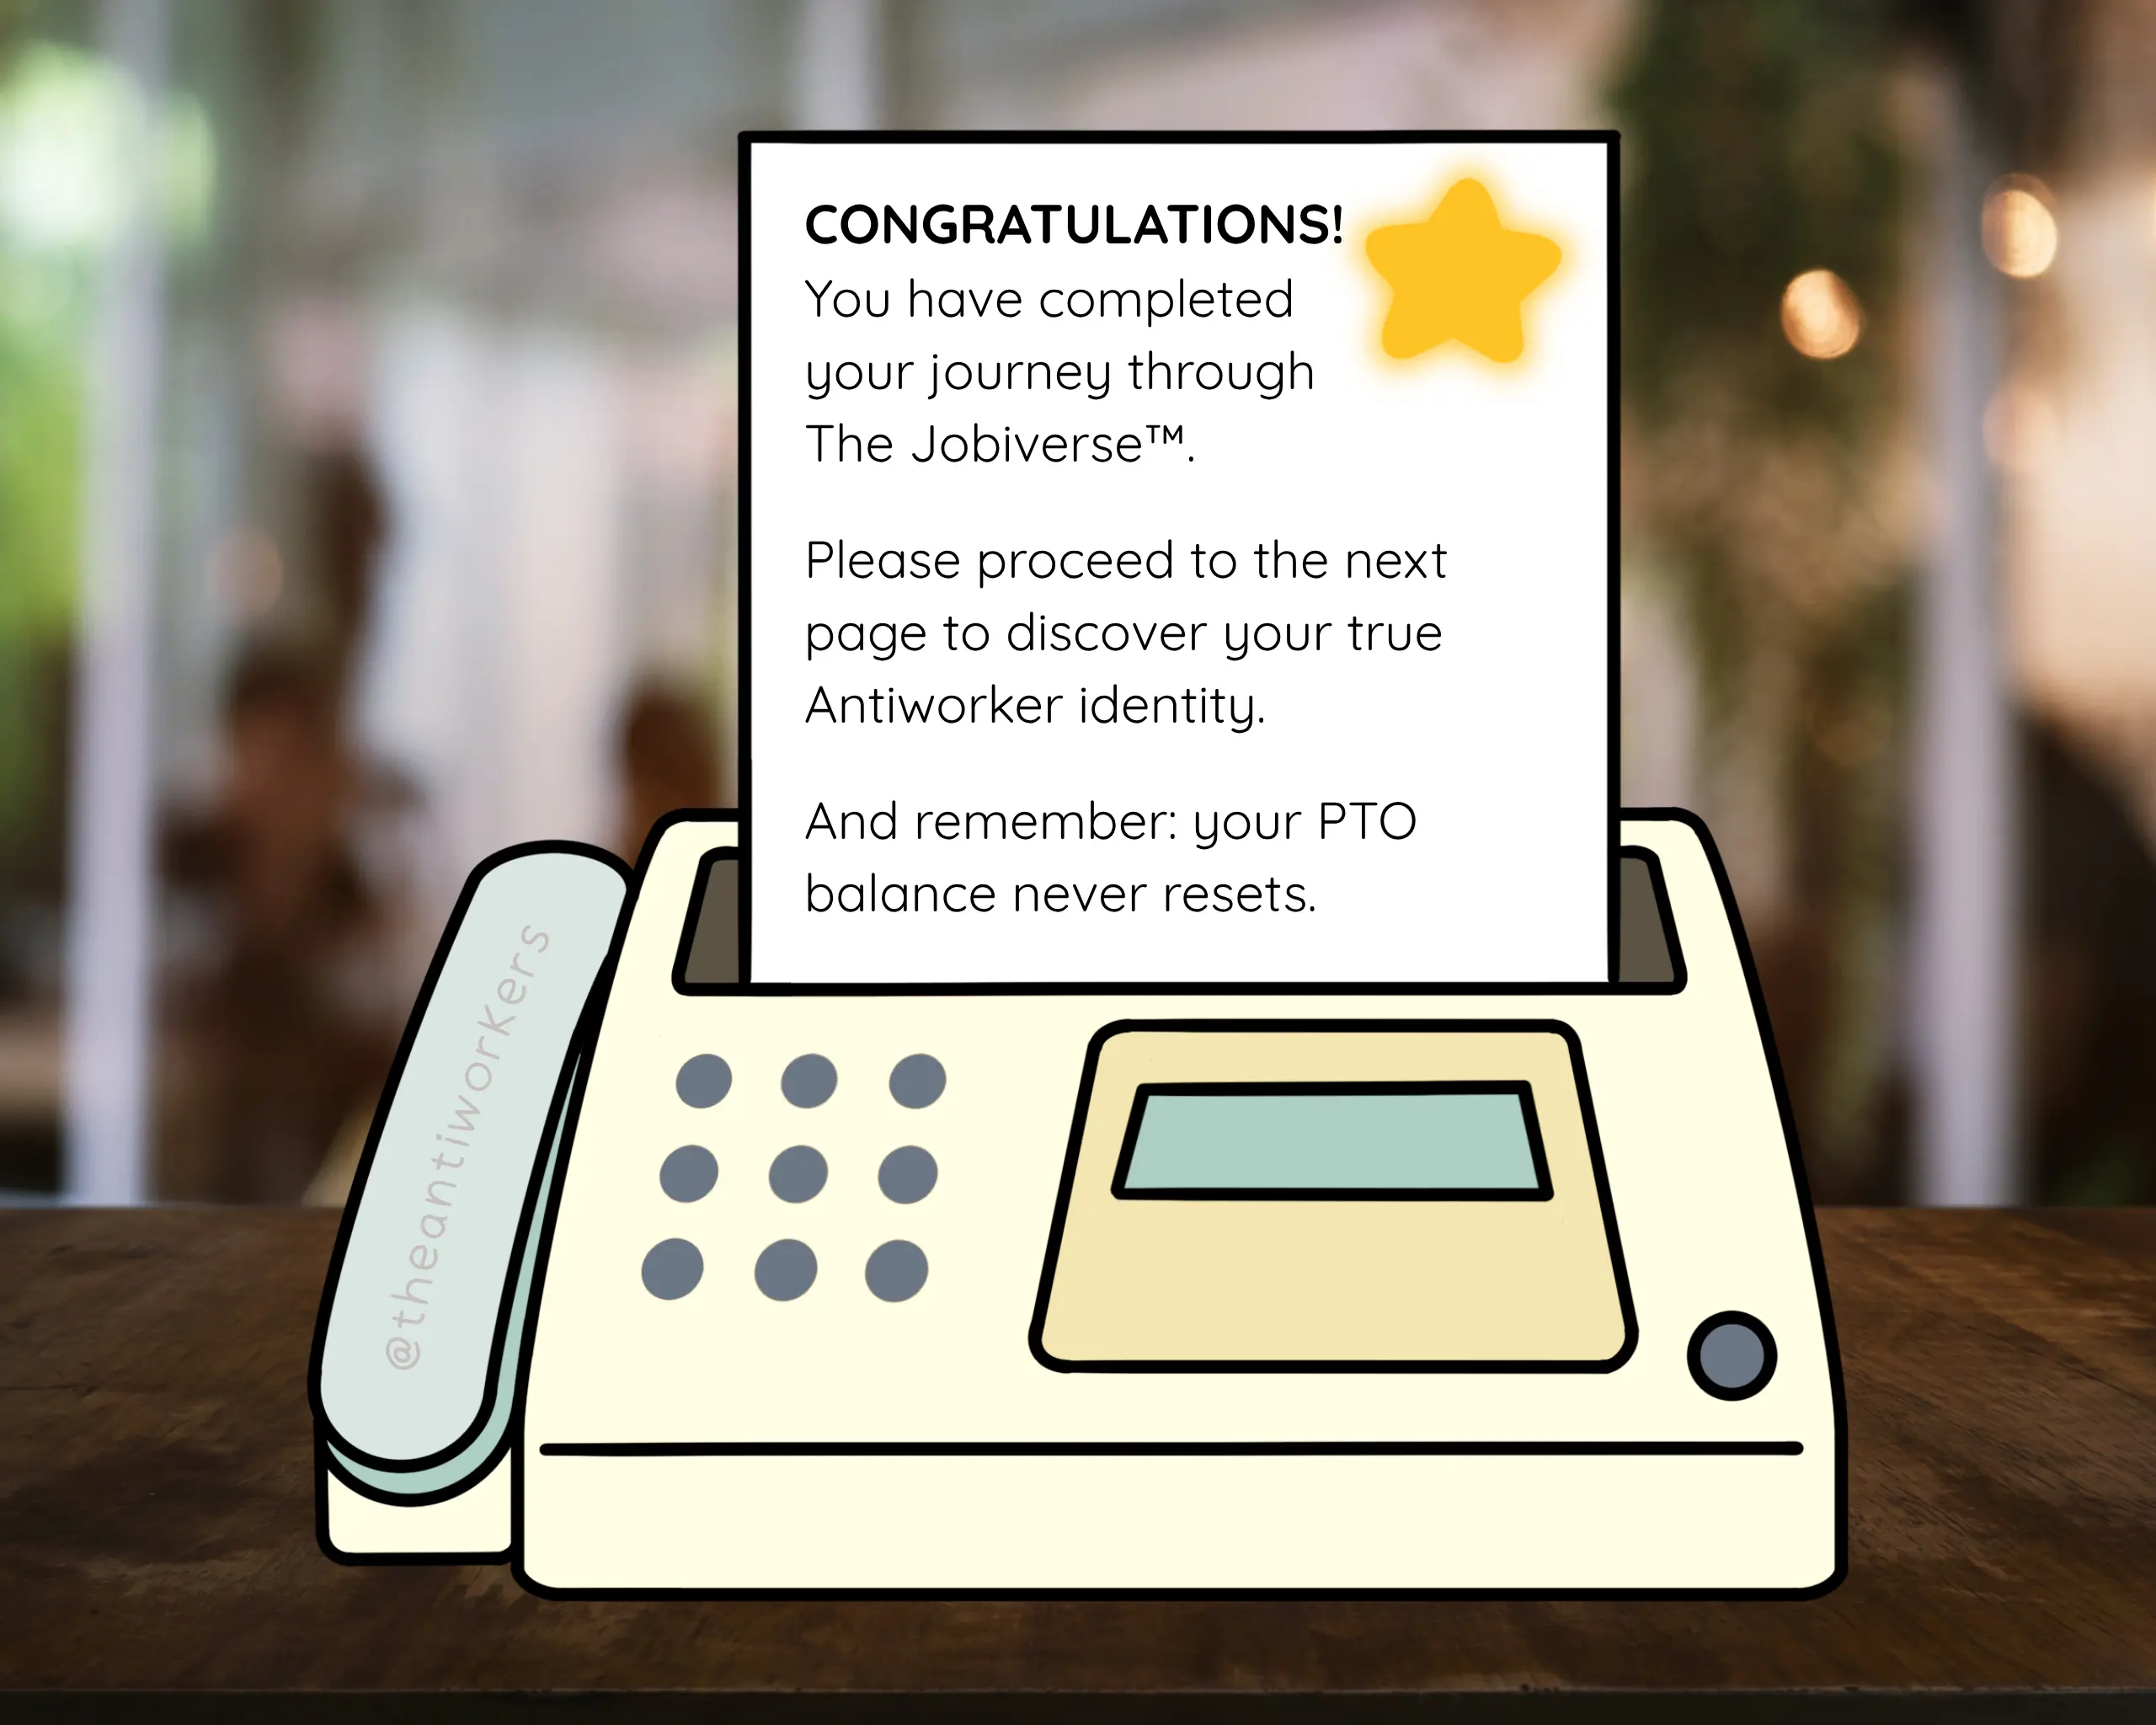 CONGRATULATIONS!
You have completed
your journey through
The Jobiverse™.
Please proceed to the next
page to discover your true
Antiworker identity.
And remember: your PTO
balance never resets.
@theantiworkers